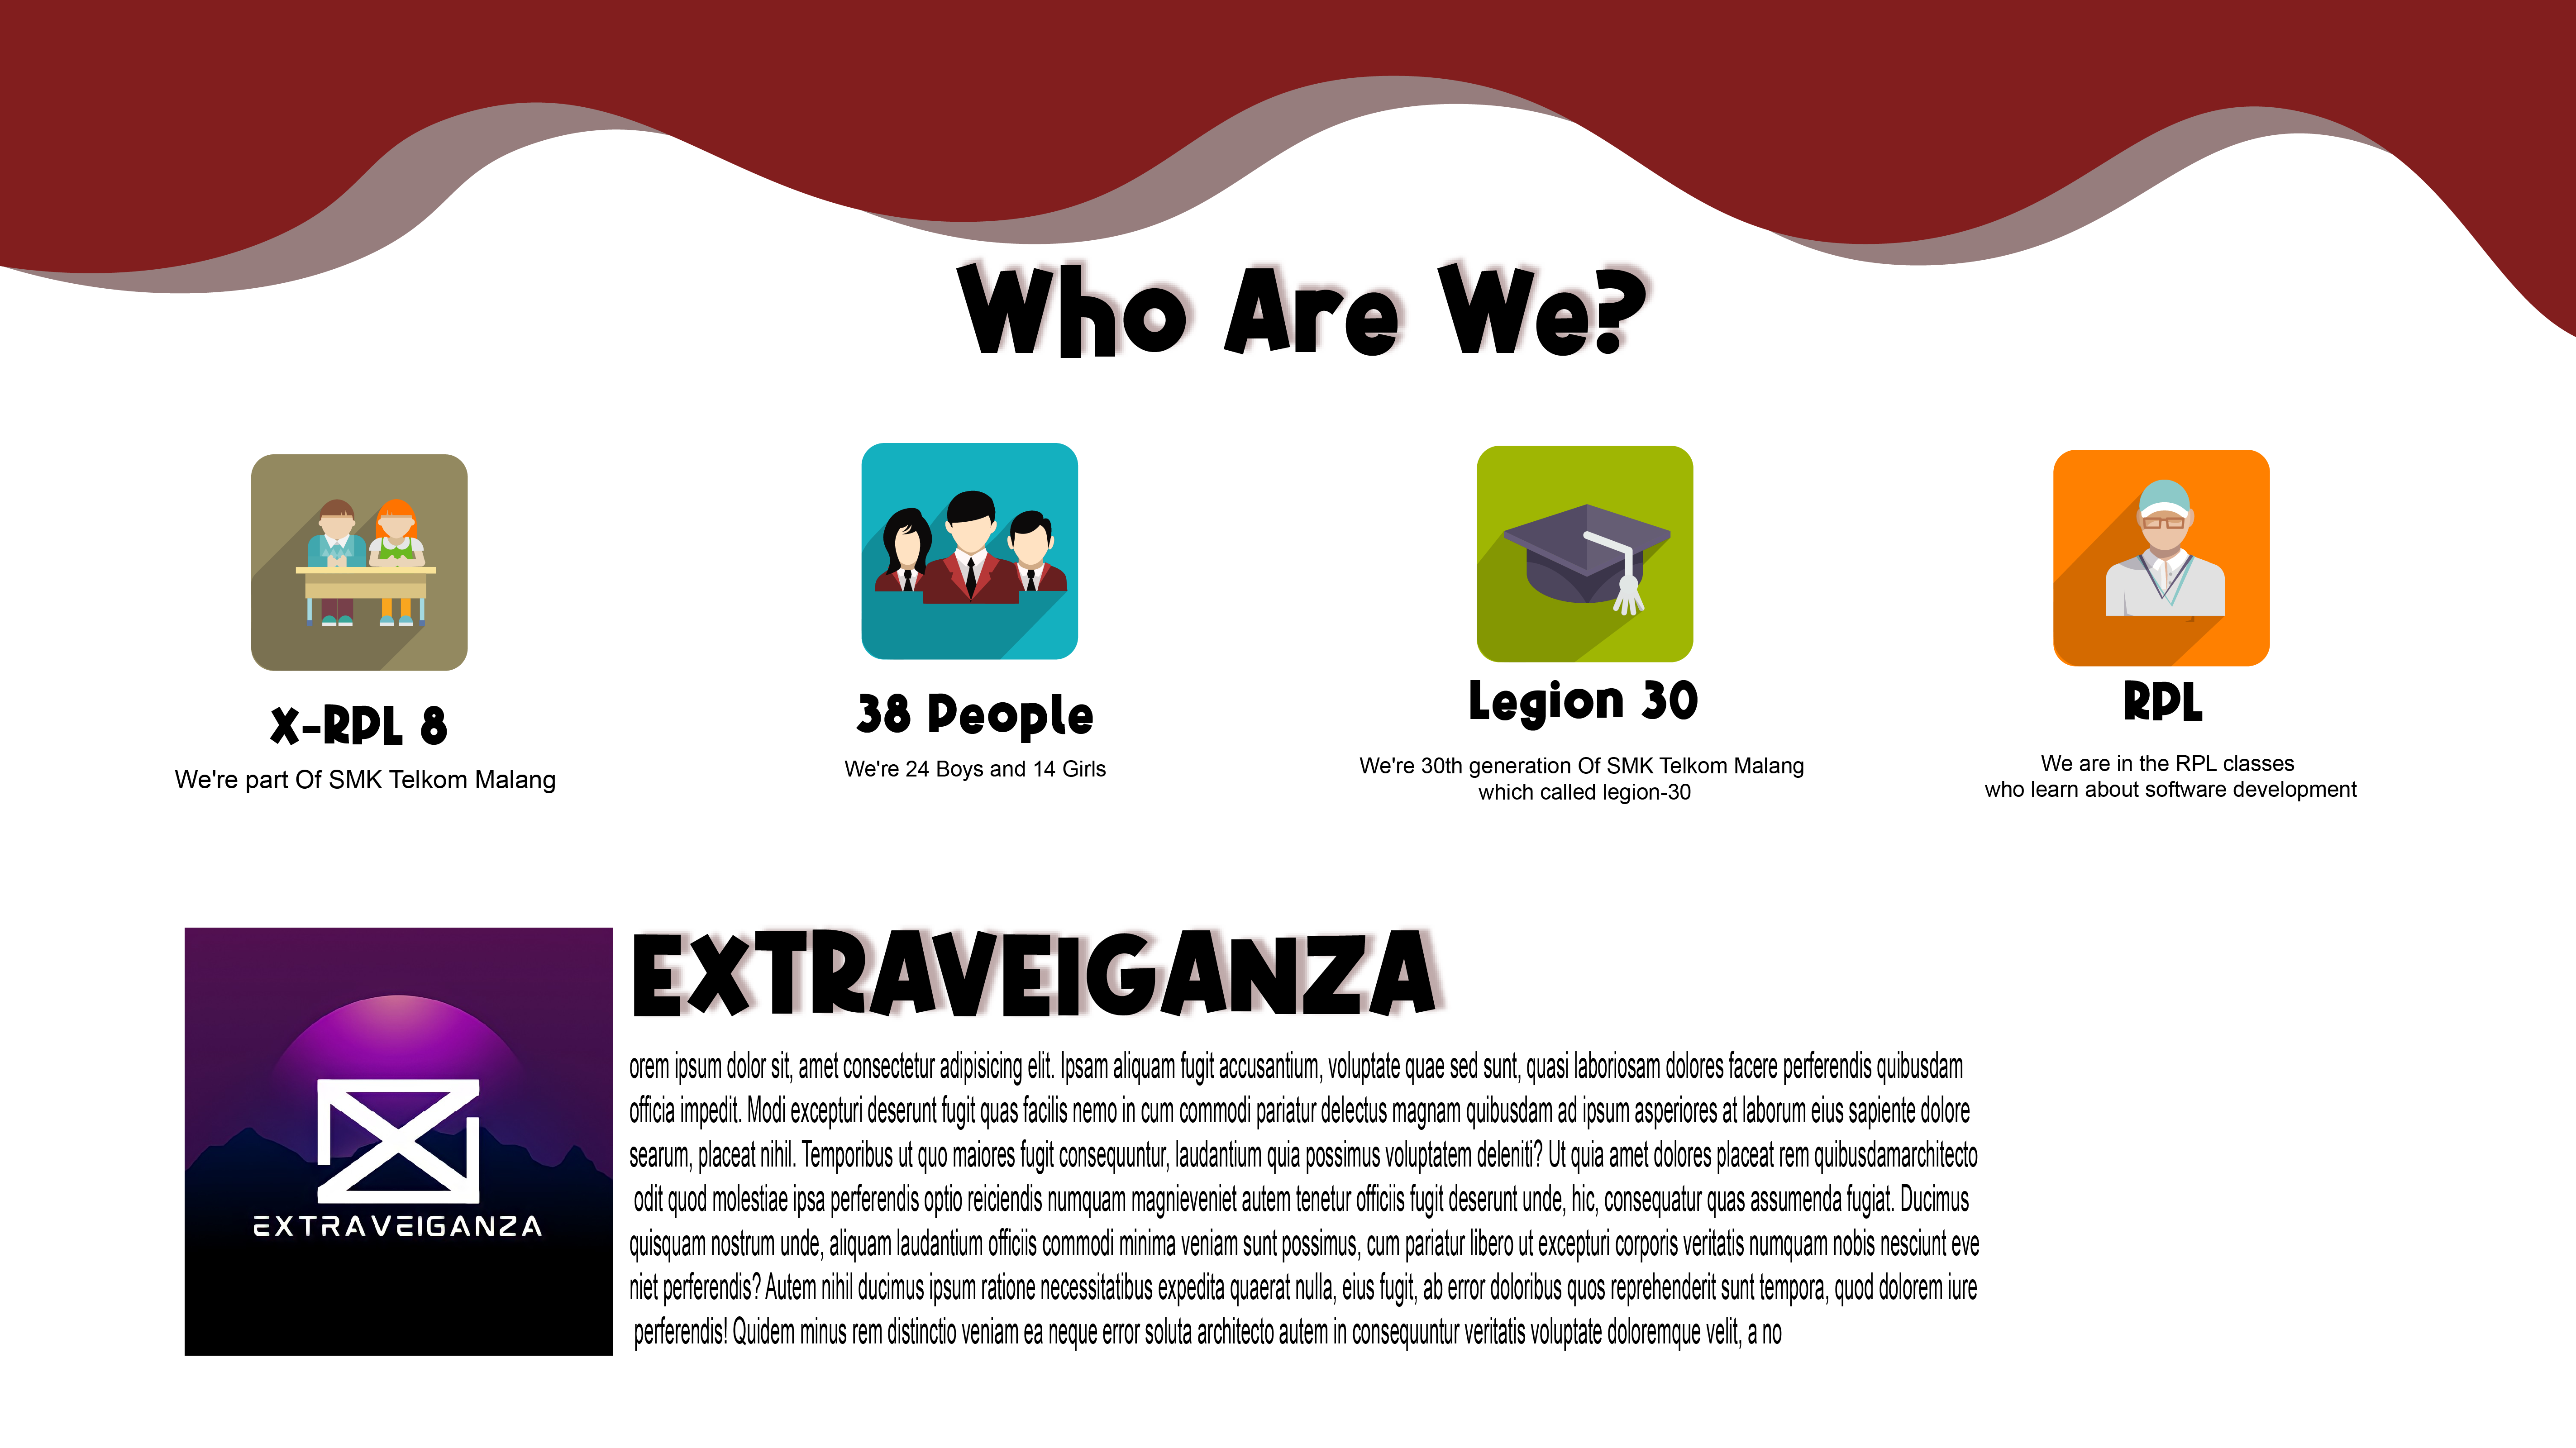 Who Are We?
X-RPL 8
We're part Of SMK Telkom Malang
38 People
We're 24 Boys and 14 Girls
Legion 30
We're 30th generation Of SMK Telkom Malang
which called legion-30
RPL
We are in the RPL classes
who learn about software development
EXTRAVEIGANZA
EXTRAVEIGANZA
orem ipsum dolor sit, amet consectetur adipisicing elit. Ipsam aliquam fugit accusantium, voluptate quae sed sunt, quasi laboriosam dolores facere perferendis quibusdam
officia impedit. Modi excepturi deserunt fugit quas facilis nemo in cum commodi pariatur delectus magnam quibusdam ad ipsum asperiores at laborum eius sapiente dolore
searum, placeat nihil. Temporibus ut quo maiores fugit consequuntur, laudantium quia possimus voluptatem deleniti? Ut quia amet dolores placeat rem quibusdamarchitecto
odit quod molestiae ipsa perferendis optio reiciendis numquam magnieveniet autem tenetur officiis fugit deserunt unde, hic, consequatur quas assumenda fugiat. Ducimus
quisquam nostrum unde, aliquam laudantium officiis commodi minima veniam sunt possimus, cum pariatur libero ut excepturi corporis veritatis numquam nobis nesciunt eve
niet perferendis? Autem nihil ducimus ipsum ratione necessitatibus expedita quaerat nulla, eius fugit, ab error doloribus quos reprehenderit sunt tempora, quod dolorem iure
perferendis! Quidem minus rem distinctio veniam ea neque error soluta architecto autem in consequuntur veritatis voluptate doloremque velit, a no